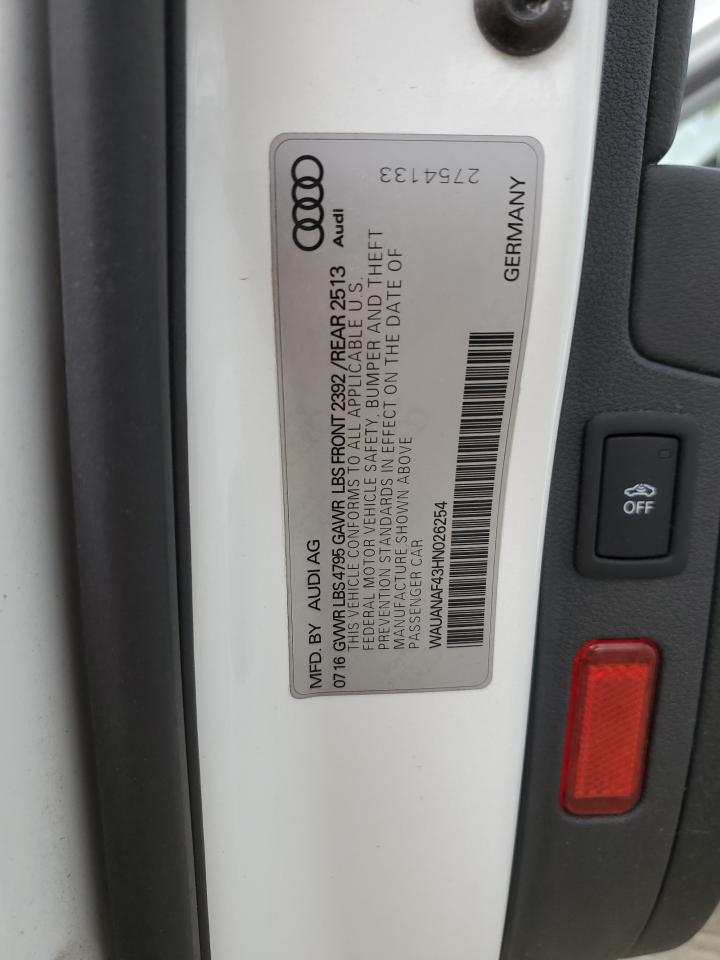 MFD. BY AUDI AG
Audi
0716 GVWR LBS 4795 GAWR LBS FRONT 2392/REAR 2513
THIS VEHICLE CONFORMS TO ALL APPLICABLE U.S.
FEDERAL MOTOR VEHICLE SAFETY, BUMPER AND THEFT
PREVENTION STANDARDS IN EFFECT ON THE DATE OF
MANUFACTURE SHOWN ABOVE
PASSENGER CAR
2754133
WAUANAF43HN026254
GERMANY
OFF